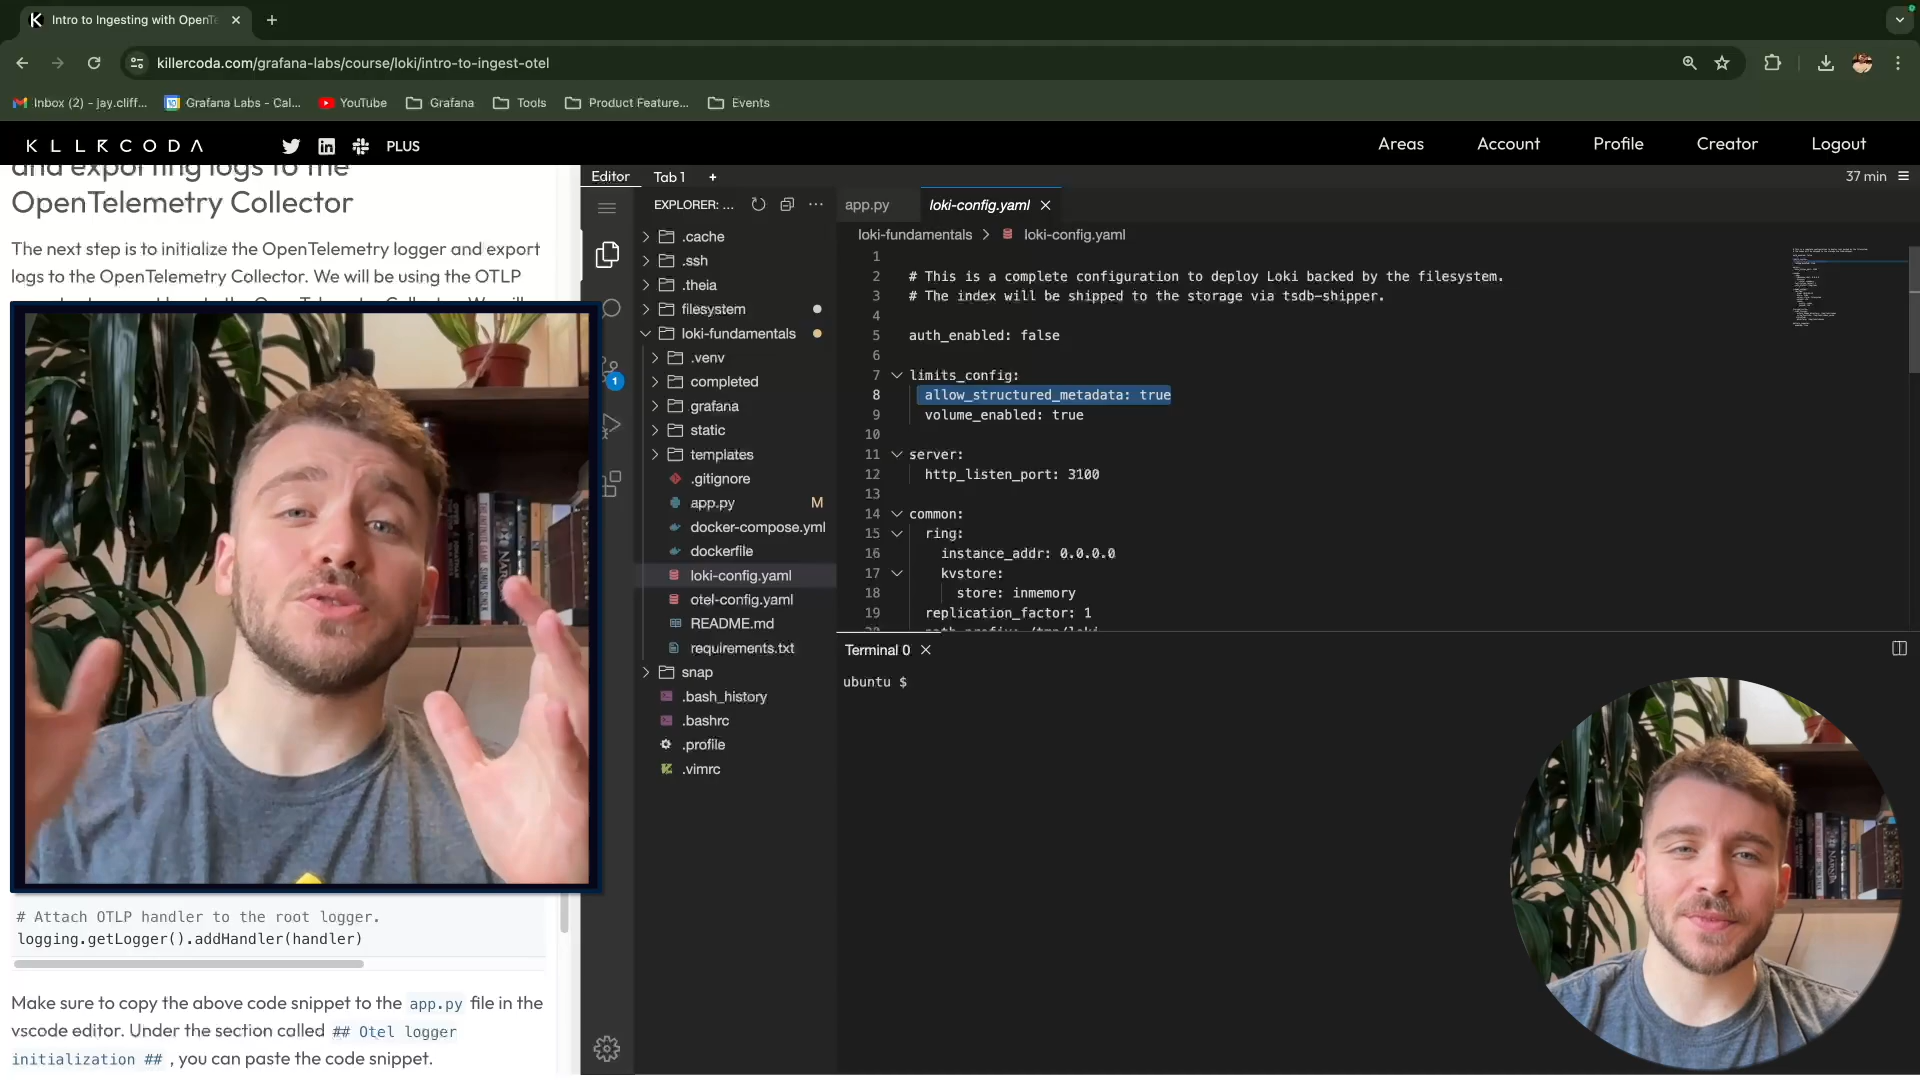 Intro to Ingesting with OpenTe
killercoda.com/grafana-labs/course/loki/intro-to-ingest-otel
Inbox (2) - jay.cliff...
Grafana Labs - Cal...
YouTube
Grafana
Tools
Product Feature...
Events
KLLRCODA
PLUS
Areas
Account
Profile
Creator
Logout
and exporting logs to the
OpenTelemetry Collector
The next step is to initialize the OpenTelemetry logger and export
logs to the OpenTelemetry Collector. We will be using the OTLP
# Attach OTLP handler to the root logger.
logging.getLogger().addHandler(handler)
Make sure to copy the above code snippet to the app.py file in the
vscode editor. Under the section called ## Otel logger
initialization ## , you can paste the code snippet.
Editor
Tab 1
+
37 min
EXPLORER: ...
.cache
.ssh
.theia
filesystem
loki-fundamentals
.venv
completed
grafana
static
templates
.gitignore
app.py M
docker-compose.yml
dockerfile
loki-config.yaml
otel-config.yaml
README.md
requirements.txt
snap
.bash_history
.bashrc
.profile
.vimrc
1
app.py
loki-config.yaml
loki-fundamentals > loki-config.yaml
1
2 # This is a complete configuration to deploy Loki backed by the filesystem.
3 # The index will be shipped to the storage via tsdb-shipper.
4
5 auth_enabled: false
6
7 limits_config:
8 allow_structured_metadata: true
9 volume_enabled: true
10
11 server:
12 http_listen_port: 3100
13
14 common:
15 ring:
16 instance_addr: 0.0.0.0
17 kvstore:
18 store: inmemory
19 replication_factor: 1
Terminal 0
ubuntu $